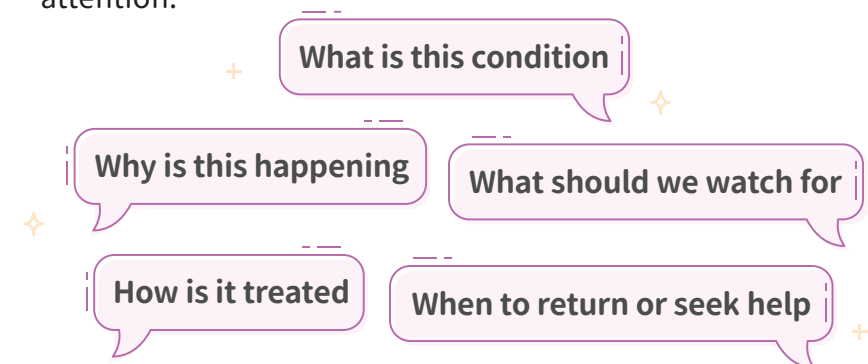 attention.
What is this condition
Why is this happening
What should we watch for
How is it treated
When to return or seek help